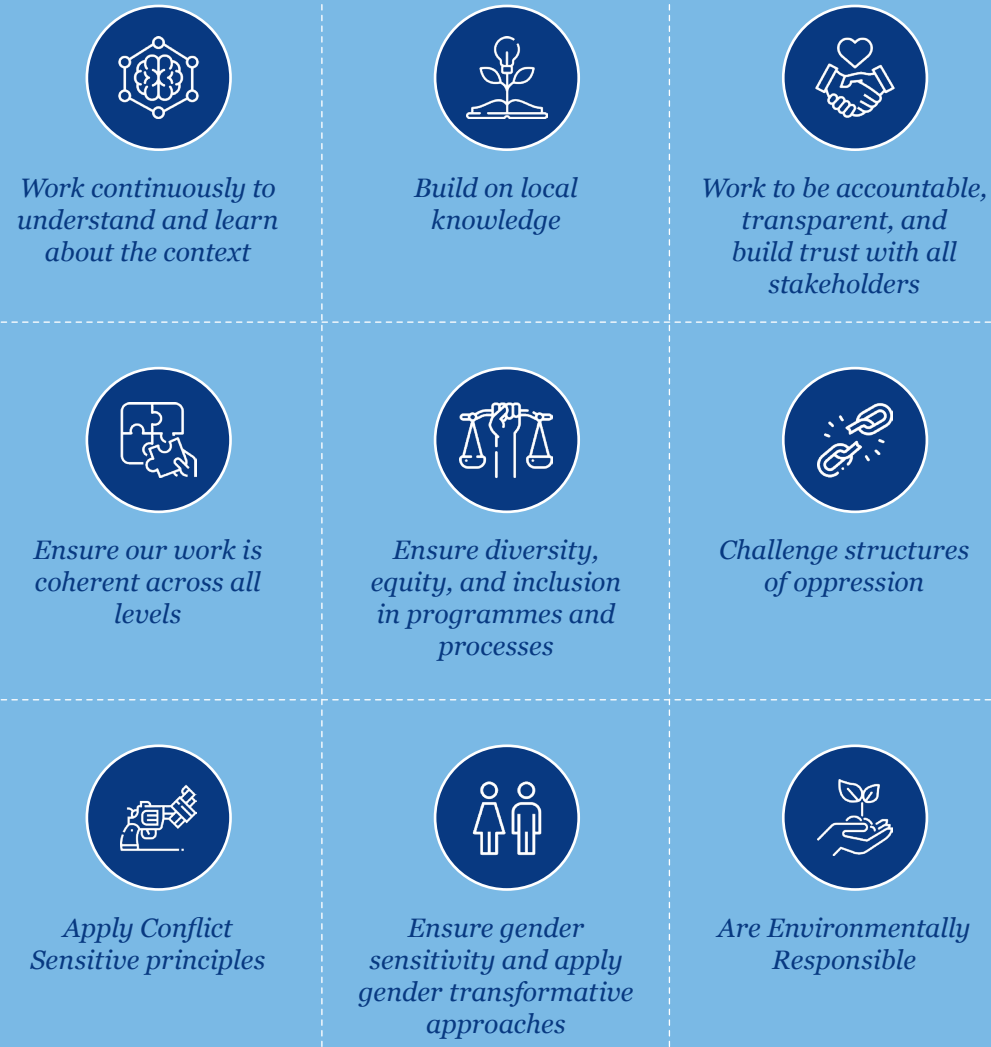 Work continuously to
understand and learn
about the context
Build on local
knowledge
Work to be accountable,
transparent, and
build trust with all
stakeholders
Ensure our work is
coherent across all
levels
Ensure diversity,
equity, and inclusion
in programmes and
processes
Challenge structures
of oppression
Apply Conflict
Sensitive principles
Ensure gender
sensitivity and apply
gender transformative
approaches
Are Environmentally
Responsible